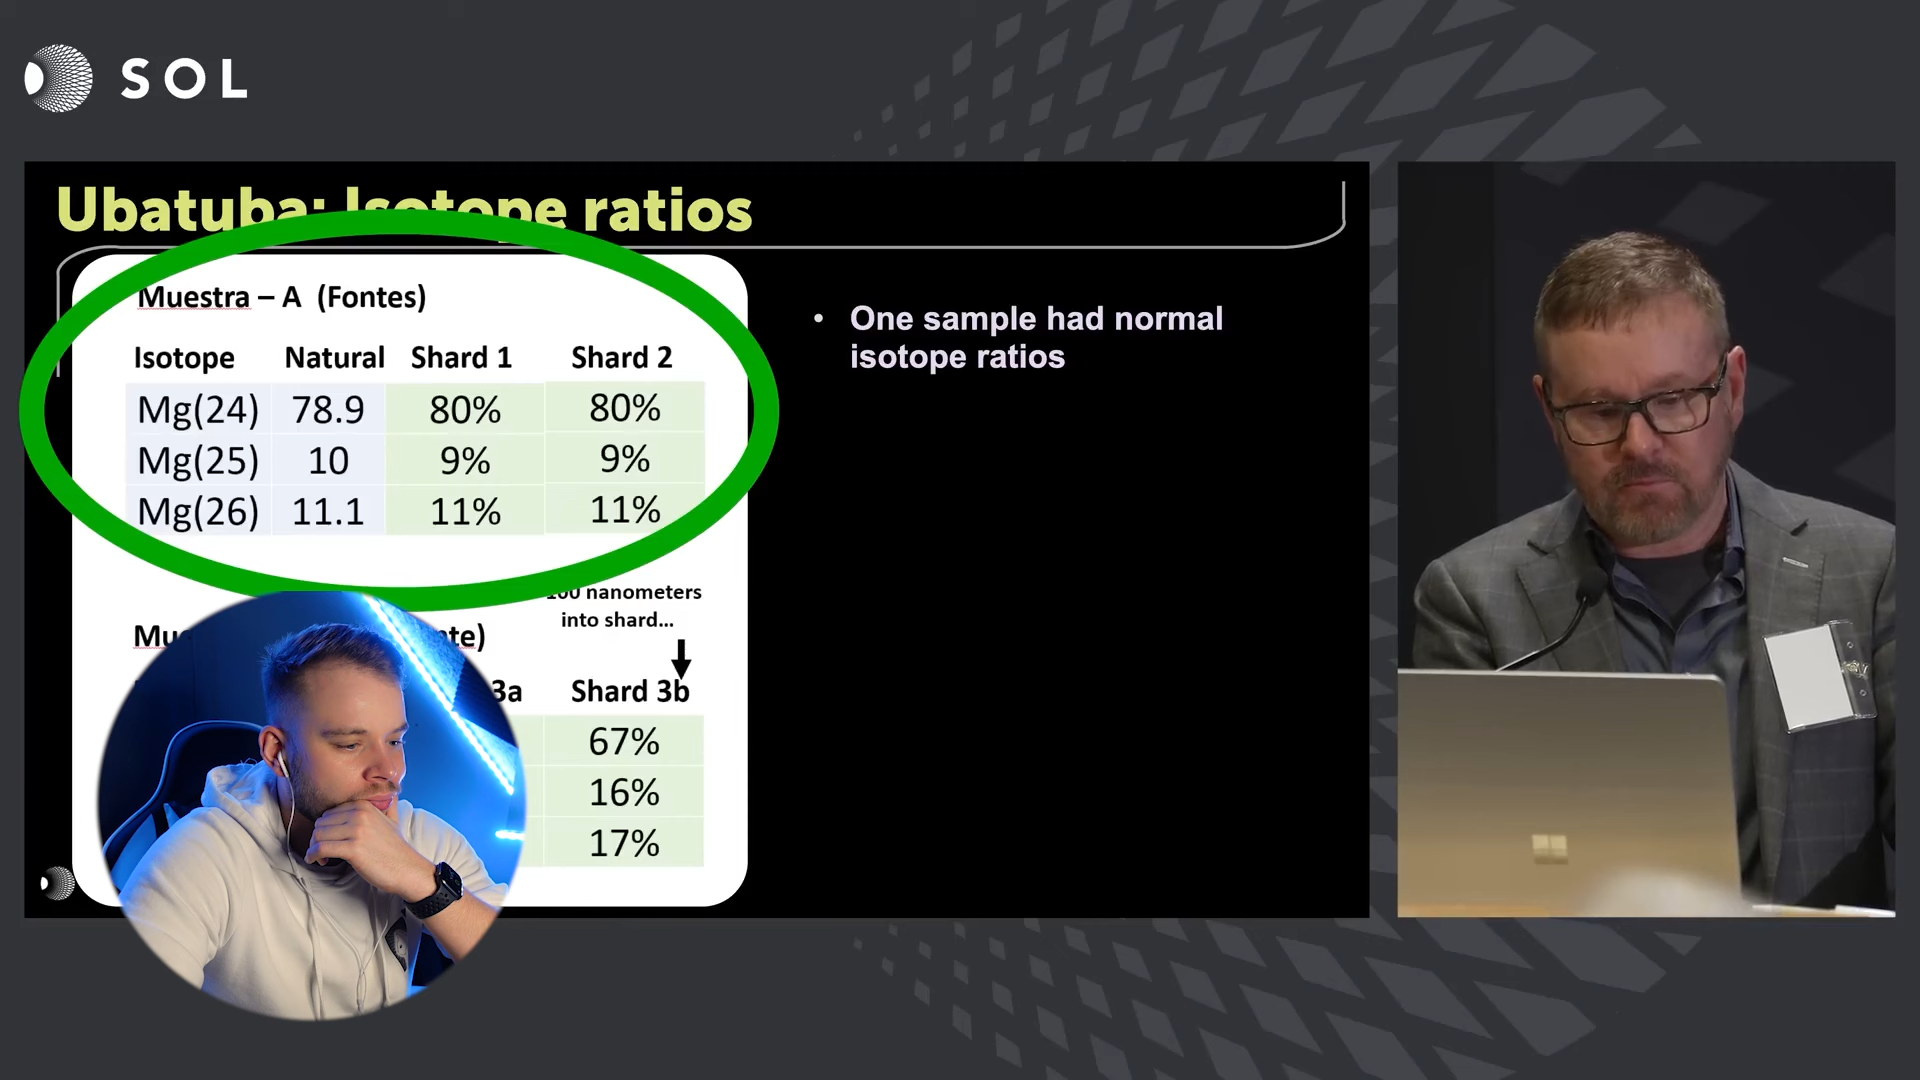 SOL
Ubatuba: Isotope ratios
Muestra – A (Fontes)
Isotope Natural Shard 1 Shard 2
Mg(24) 78.9 80% 80%
Mg(25) 10 9% 9%
Mg(26) 11.1 11% 11%
• One sample had normal
isotope ratios
100 nanometers
into shard...
Shard 3b
67%
16%
17%